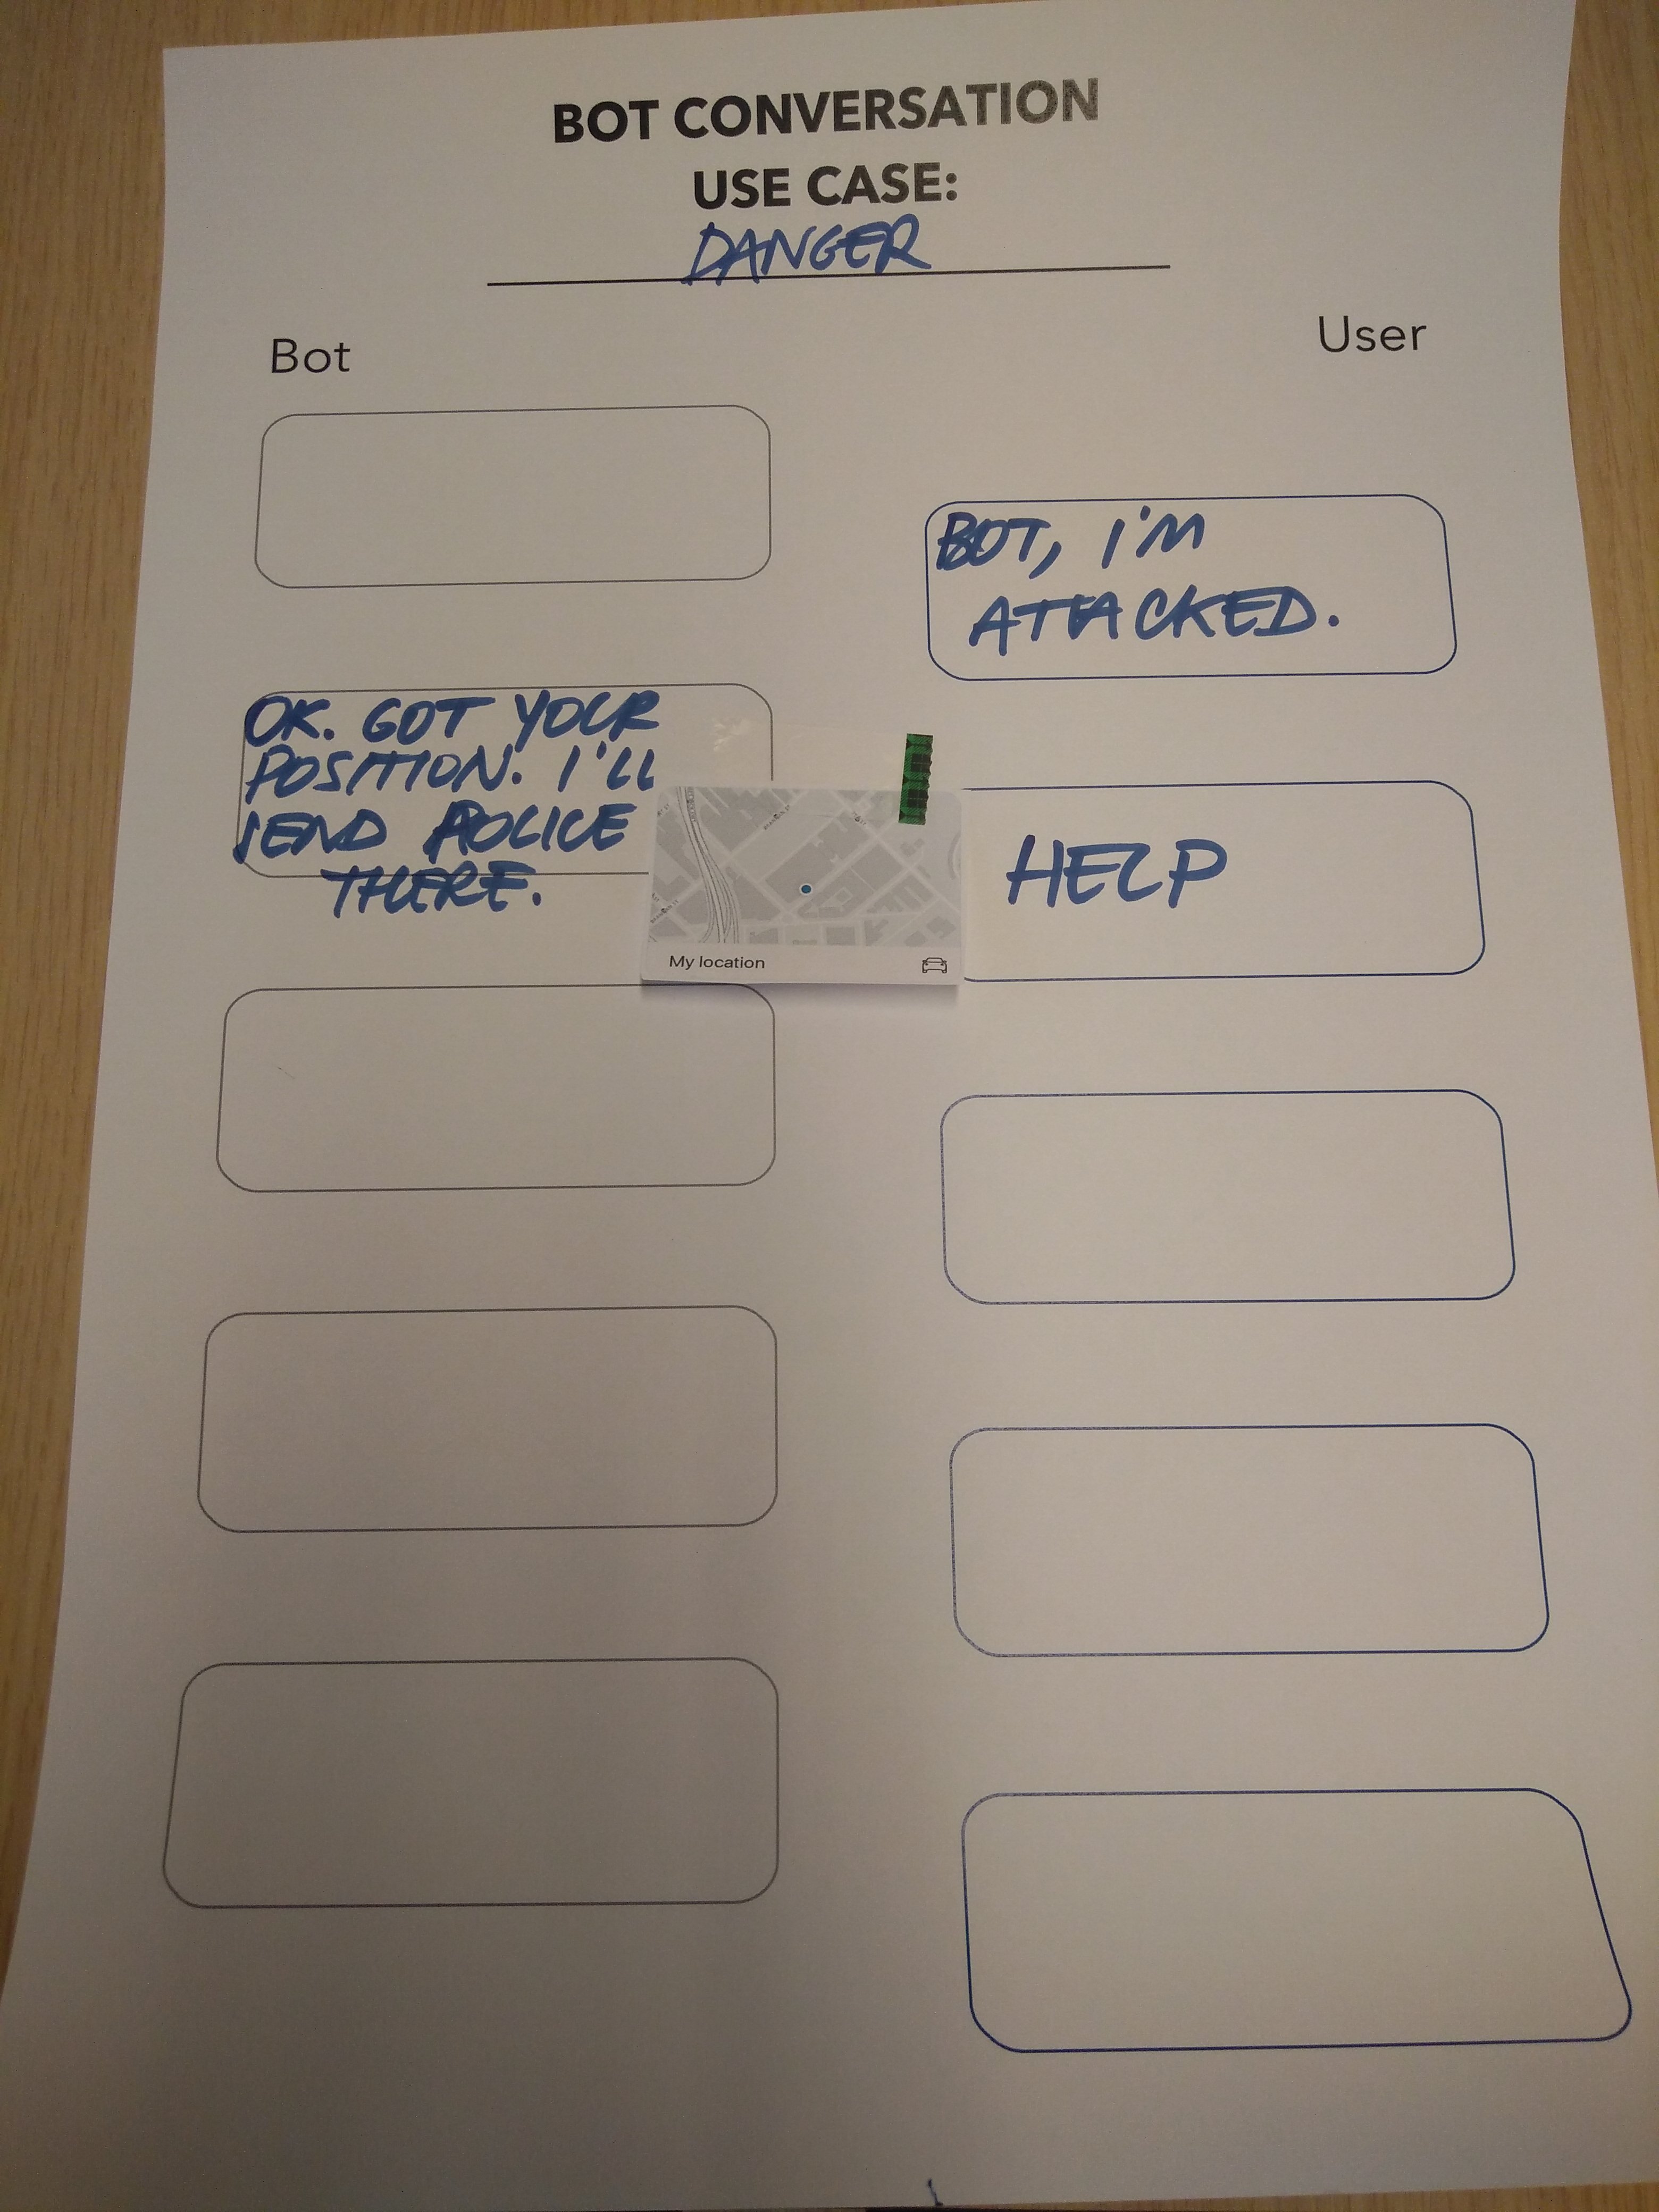 BOT CONVERSATION
USE CASE:
DANGER
Bot
User
BOT, I'M
ATTACKED.
OK. GOT YOUR
POSITION. I'LL
SEND POLICE
THERE.
My location
HELP